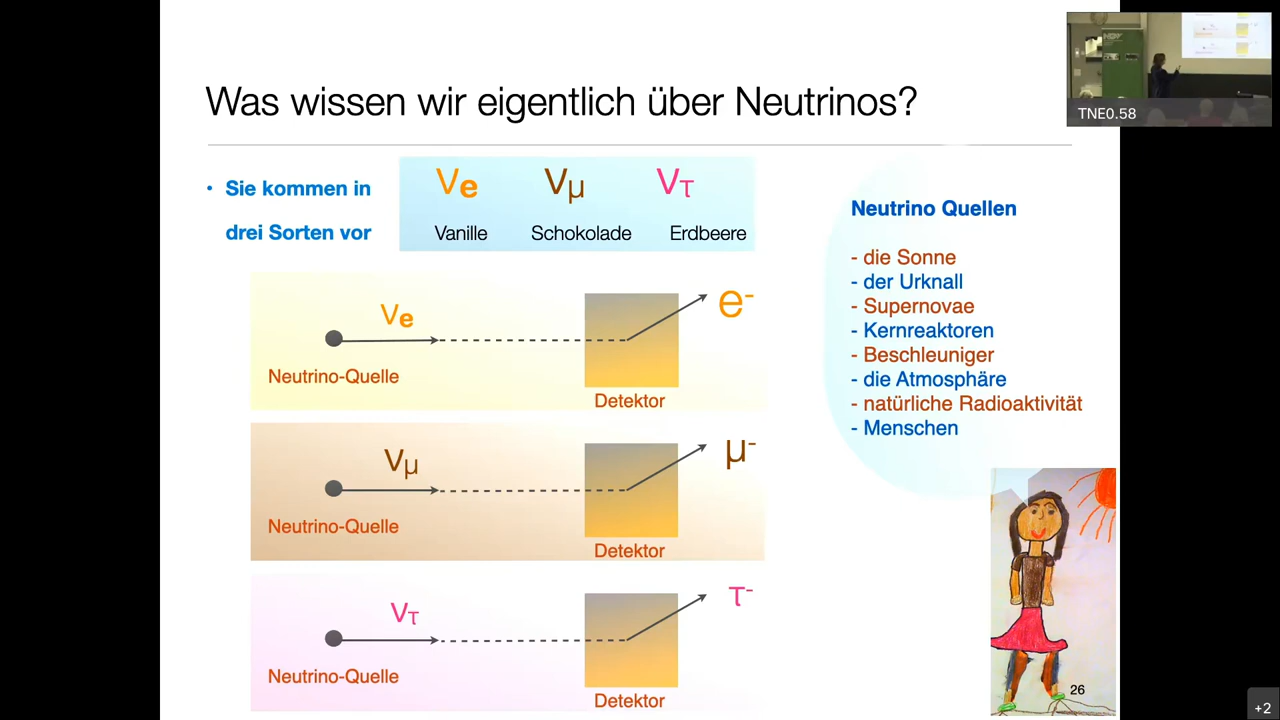 Was wissen wir eigentlich über Neutrinos?
TNE0.58
• Sie kommen in
drei Sorten vor
νe νμ ντ
Vanille Schokolade Erdbeere
νe
e-
Neutrino-Quelle
Detektor
νμ
μ-
Neutrino-Quelle
Detektor
ντ
τ-
Neutrino-Quelle
Detektor
Neutrino Quellen
- die Sonne
- der Urknall
- Supernovae
- Kernreaktoren
- Beschleuniger
- die Atmosphäre
- natürliche Radioaktivität
- Menschen
26
+2